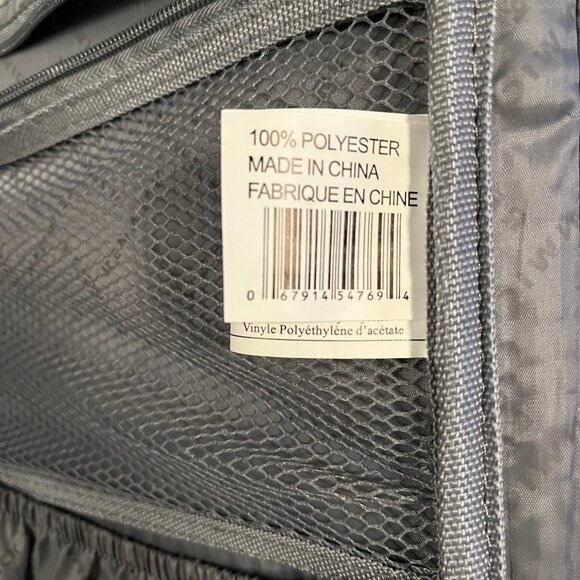 100% POLYESTER
MADE IN CHINA
FABRIQUE EN CHINE
0 67914 54769 4
Vinyle Polyéthylène d'acétate